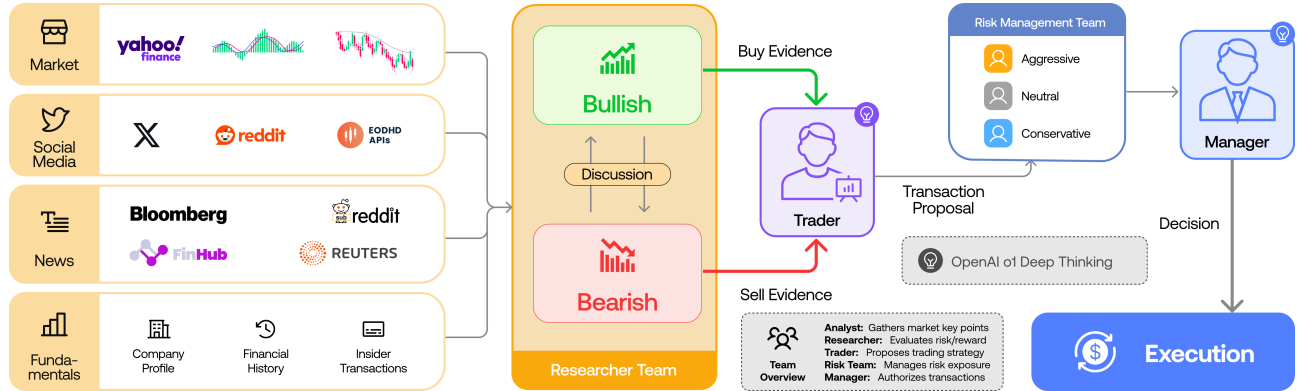 Market
yahoo!
finance
Social
Media
X
reddit
EODHD
APIs
News
Bloomberg
reddit
SUB
FinHub
REUTERS
Funda-
mentals
Company
Profile
Financial
History
Insider
Transactions
Bullish
Discussion
Bearish
Researcher Team
Buy Evidence
Sell Evidence
Trader
Transaction
Proposal
Risk Management Team
Aggressive
Neutral
Conservative
Manager
Decision
OpenAI o1 Deep Thinking
Team
Overview
Analyst: Gathers market key points
Researcher: Evaluates risk/reward
Trader: Proposes trading strategy
Risk Team: Manages risk exposure
Manager: Authorizes transactions
$
Execution